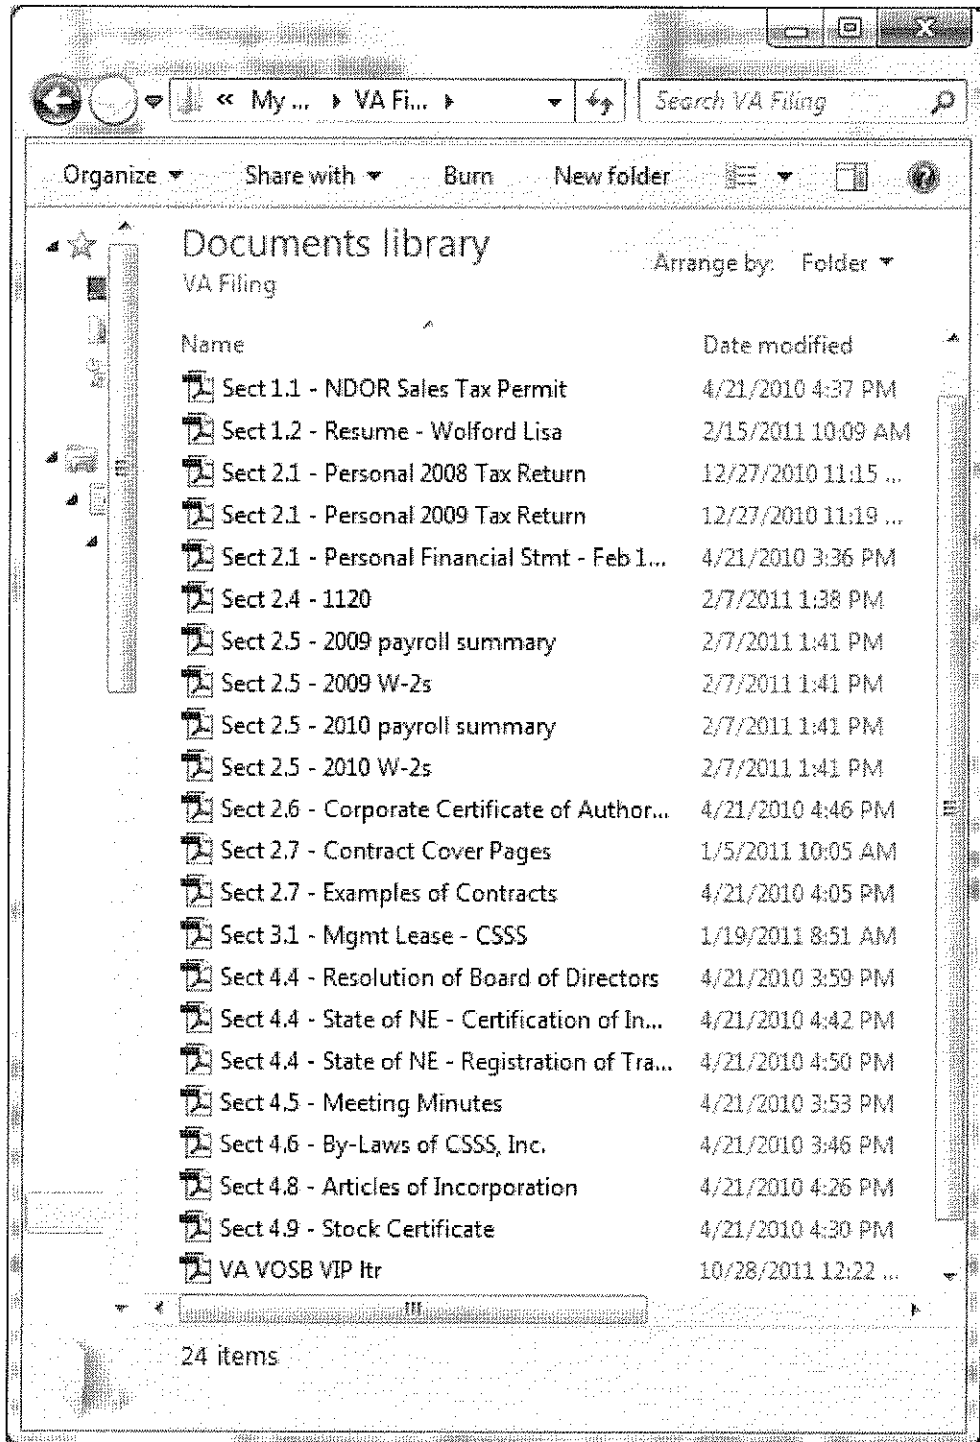 « My ... ▸ VA Fi... ▸ Search VA Filing
Organize Share with Burn New folder
Documents library
VA Filing
Arrange by: Folder
Name Date modified
Sect 1.1 - NDOR Sales Tax Permit 4/21/2010 4:37 PM
Sect 1.2 - Resume - Wolford Lisa 2/15/2011 10:09 AM
Sect 2.1 - Personal 2008 Tax Return 12/27/2010 11:15 ...
Sect 2.1 - Personal 2009 Tax Return 12/27/2010 11:19 ...
Sect 2.1 - Personal Financial Stmt - Feb 1... 4/21/2010 3:36 PM
Sect 2.4 - 1120 2/7/2011 1:38 PM
Sect 2.5 - 2009 payroll summary 2/7/2011 1:41 PM
Sect 2.5 - 2009 W-2s 2/7/2011 1:41 PM
Sect 2.5 - 2010 payroll summary 2/7/2011 1:41 PM
Sect 2.5 - 2010 W-2s 2/7/2011 1:41 PM
Sect 2.6 - Corporate Certificate of Author... 4/21/2010 4:46 PM
Sect 2.7 - Contract Cover Pages 1/5/2011 10:05 AM
Sect 2.7 - Examples of Contracts 4/21/2010 4:05 PM
Sect 3.1 - Mgmt Lease - CSSS 1/19/2011 8:51 AM
Sect 4.4 - Resolution of Board of Directors 4/21/2010 3:59 PM
Sect 4.4 - State of NE - Certification of In... 4/21/2010 4:42 PM
Sect 4.4 - State of NE - Registration of Tra... 4/21/2010 4:50 PM
Sect 4.5 - Meeting Minutes 4/21/2010 3:53 PM
Sect 4.6 - By-Laws of CSSS, Inc. 4/21/2010 3:46 PM
Sect 4.8 - Articles of Incorporation 4/21/2010 4:26 PM
Sect 4.9 - Stock Certificate 4/21/2010 4:30 PM
VA VOSB VIP ltr 10/28/2011 12:22 ...
24 items